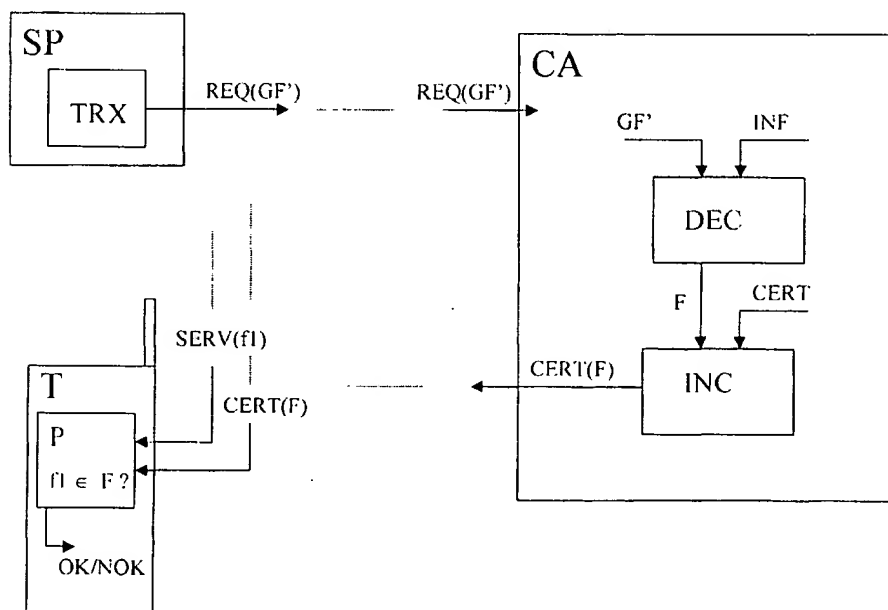 SP
TRX
REQ(GF')
REQ(GF')
CA
GF'
INF
DEC
F
CERT
INC
CERT(F)
SERV(f1)
CERT(F)
T
P
f1 ∈ F ?
OK/NOK